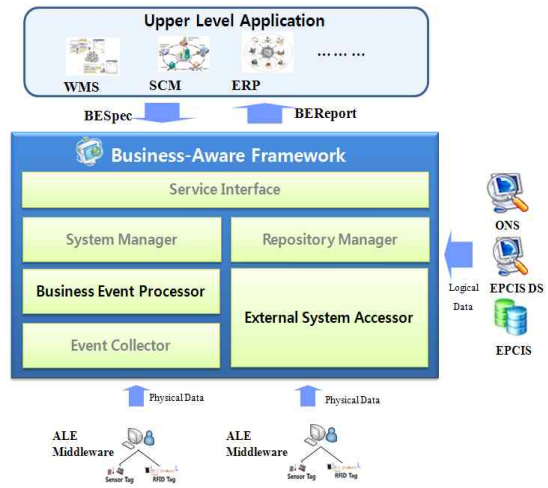 Upper Level Application
WMS
SCM
ERP
… … …
BESpec
BEReport
Business-Aware Framework
Service Interface
System Manager
Repository Manager
Business Event Processor
External System Accessor
Event Collector
ONS
EPCIS DS
Logical
Data
EPCIS
Physical Data
Physical Data
ALE
Middleware
Sensor Tag
RFID Tag
ALE
Middleware
Sensor Tag
RFID Tag